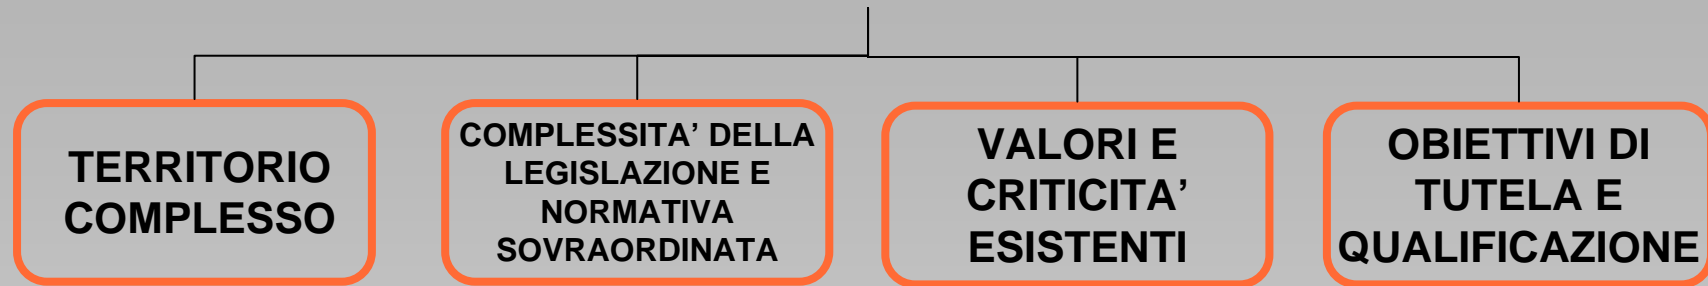 TERRITORIO
COMPLESSO
COMPLESSITA’ DELLA
LEGISLAZIONE E
NORMATIVA
SOVRAORDINATA
VALORI E
CRITICITA’
ESISTENTI
OBIETTIVI DI
TUTELA E
QUALIFICAZIONE